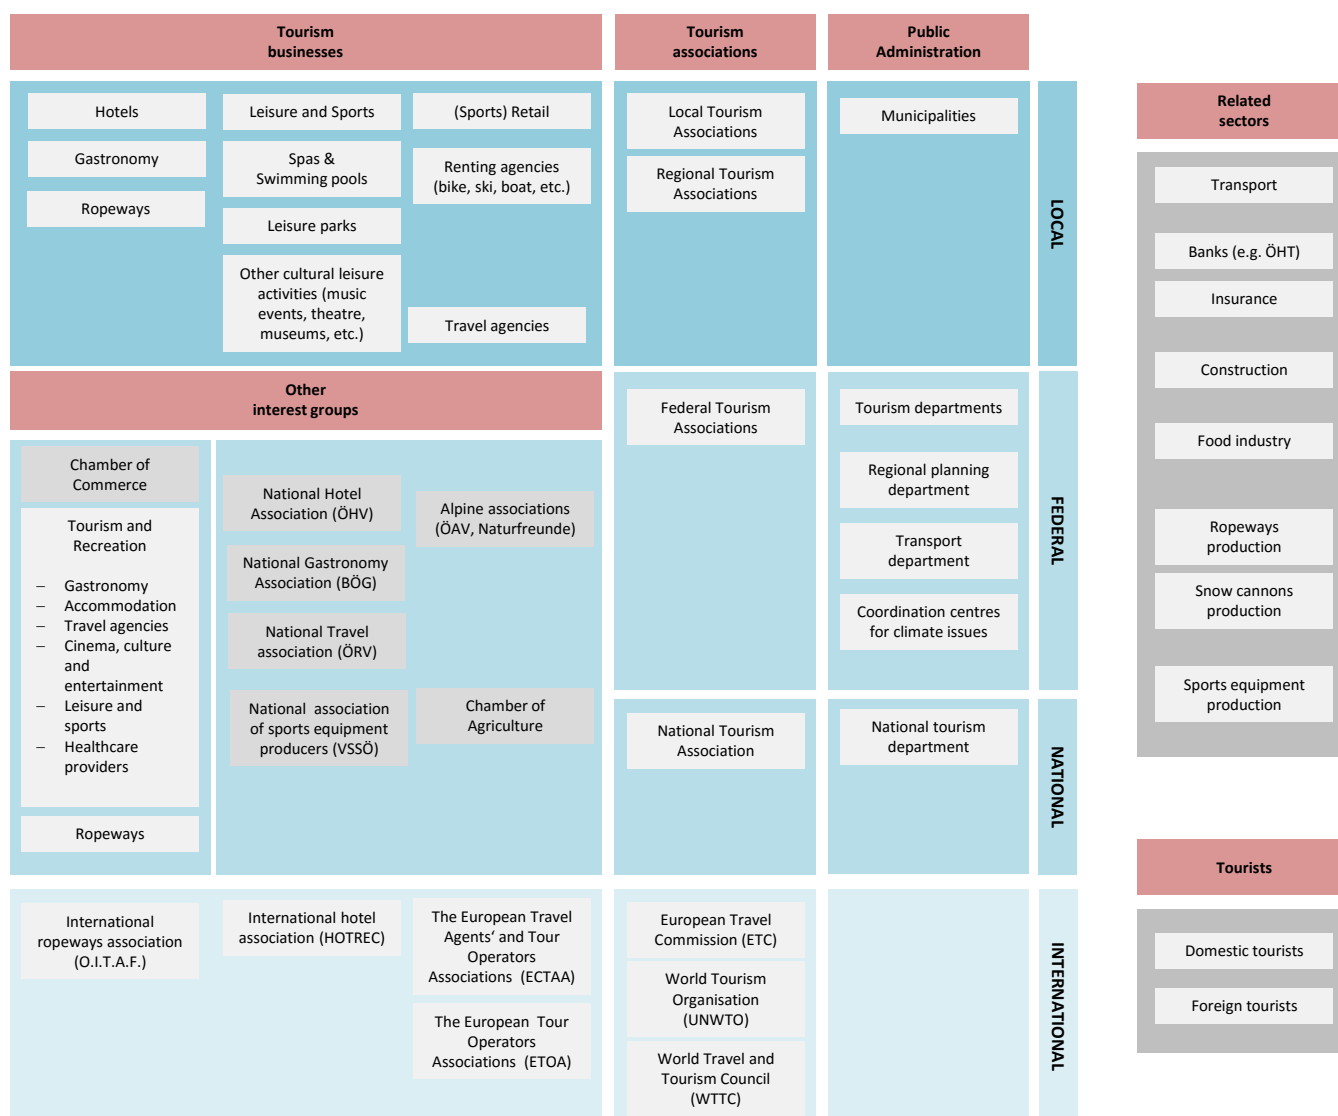 Tourism
businesses
Tourism
associations
Public
Administration
Hotels
Gastronomy
Ropeways
Leisure and Sports
Spas &
Swimming pools
Leisure parks
Other cultural leisure
activities (music
events, theatre,
museums, etc.)
(Sports) Retail
Renting agencies
(bike, ski, boat, etc.)
Travel agencies
Local Tourism
Associations
Regional Tourism
Associations
Municipalities
LOCAL
Other
interest groups
Chamber of
Commerce
Tourism and
Recreation
– Gastronomy
– Accommodation
– Travel agencies
– Cinema, culture
and
entertainment
– Leisure and
sports
– Healthcare
providers
Ropeways
National Hotel
Association (ÖHV)
National Gastronomy
Association (BÖG)
National Travel
association (ÖRV)
National association
of sports equipment
producers (VSSÖ)
Alpine associations
(ÖAV, Naturfreunde)
Chamber of
Agriculture
Federal Tourism
Associations
Tourism departments
Regional planning
department
Transport
department
Coordination centres
for climate issues
FEDERAL
National Tourism
Association
National tourism
department
NATIONAL
International
ropeways association
(O.I.T.A.F.)
International hotel
association (HOTREC)
The European Travel
Agents‘ and Tour
Operators
Associations (ECTAA)
The European Tour
Operators
Associations (ETOA)
European Travel
Commission (ETC)
World Tourism
Organisation
(UNWTO)
World Travel and
Tourism Council
(WTTC)
INTERNATIONAL
Related
sectors
Transport
Banks (e.g. ÖHT)
Insurance
Construction
Food industry
Ropeways
production
Snow cannons
production
Sports equipment
production
Tourists
Domestic tourists
Foreign tourists